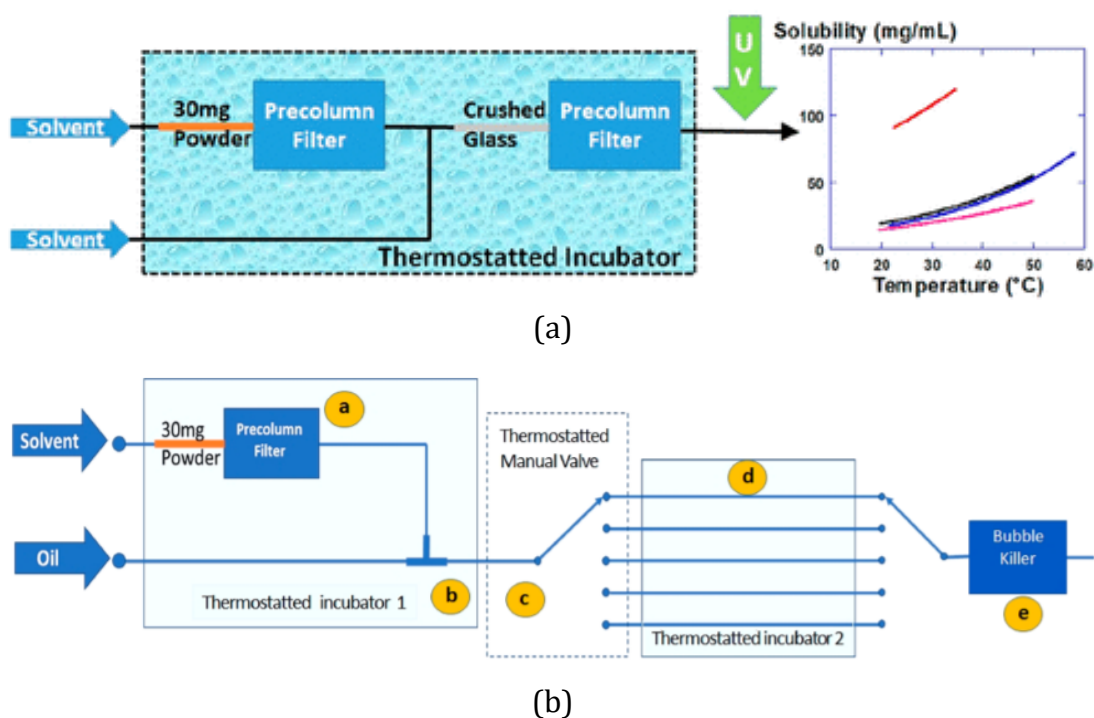 Solvent
30mg
Powder
Precolumn
Filter
Crushed
Glass
Precolumn
Filter
UV
Solvent
Thermostatted Incubator
Solubility (mg/mL)
150
100
50
0
10 20 30 40 50 60
Temperature (°C)
(a)
Solvent
30mg
Powder
Precolumn
Filter
a
Oil
b
Thermostatted incubator 1
Thermostatted
Manual Valve
c
d
Thermostatted incubator 2
Bubble
Killer
e
(b)